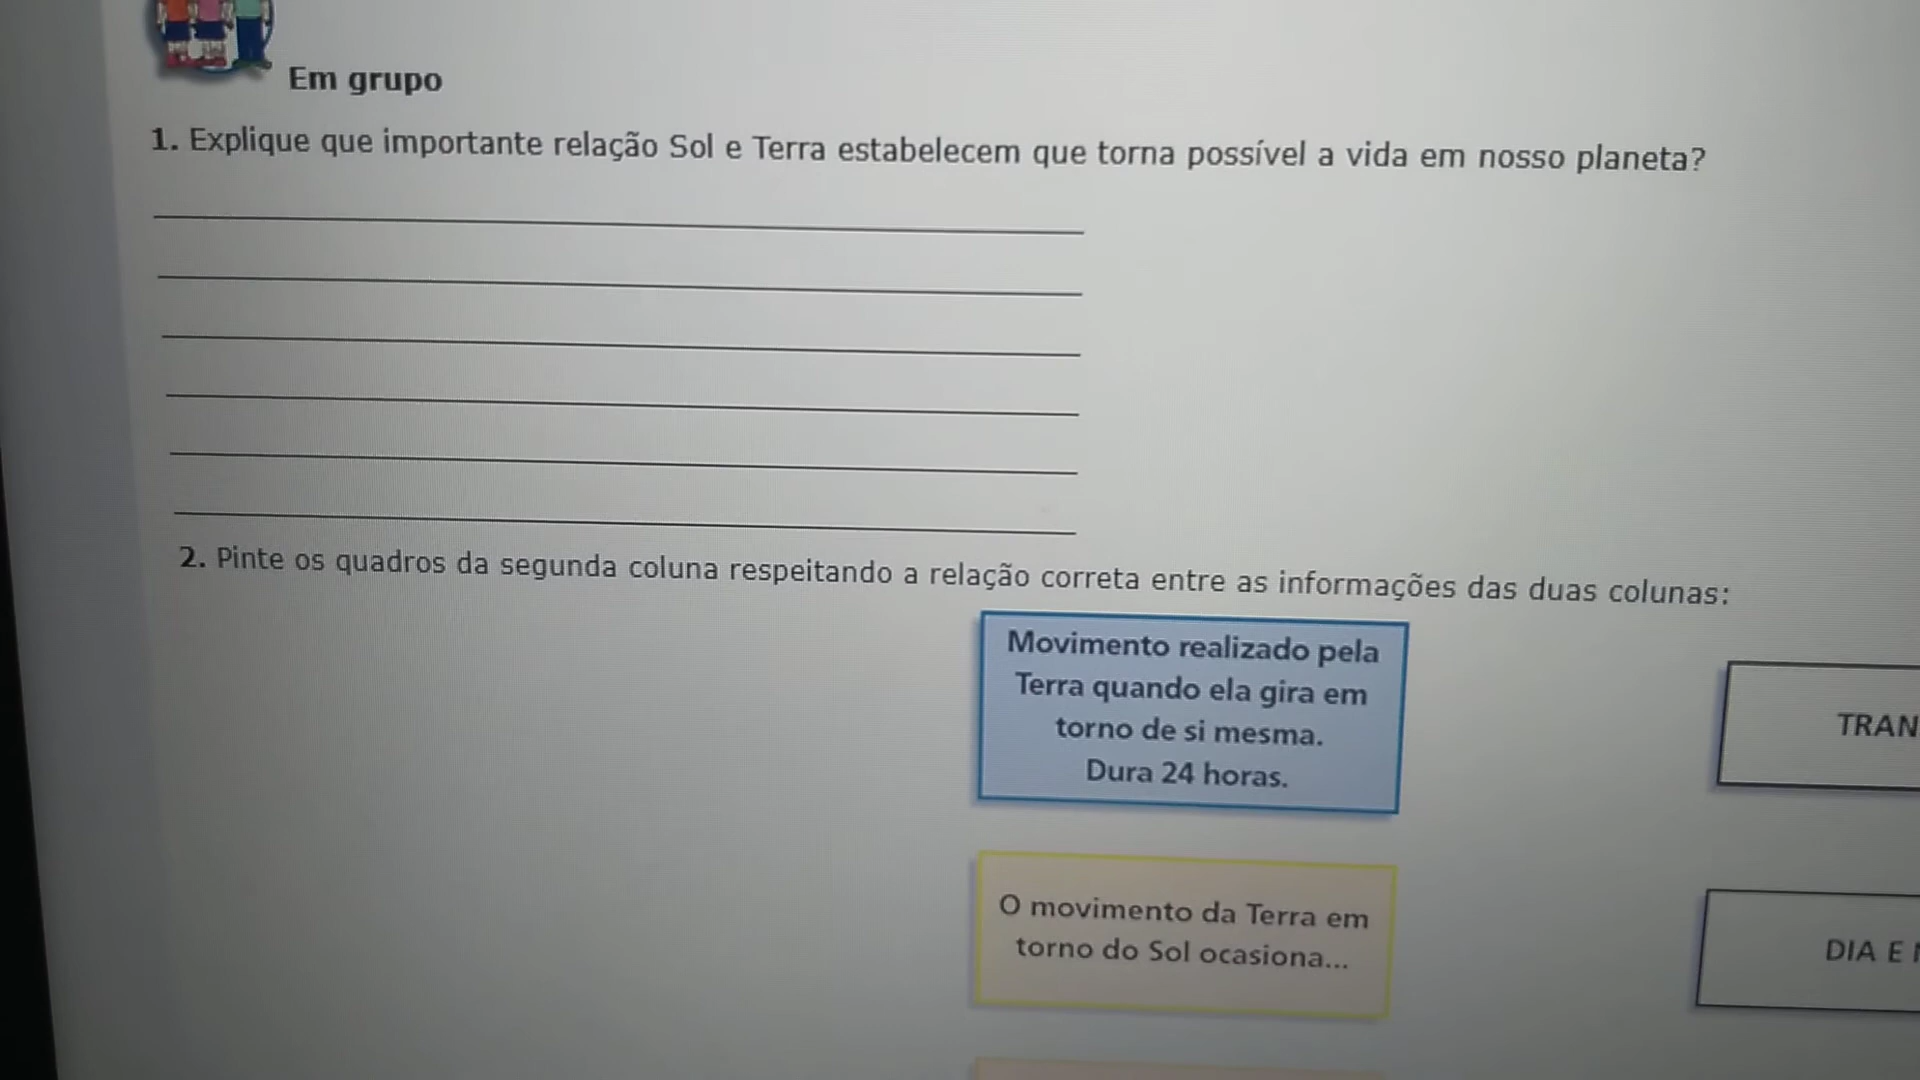 Em grupo
1. Explique que importante relação Sol e Terra estabelecem que torna possível a vida em nosso planeta?
2. Pinte os quadros da segunda coluna respeitando a relação correta entre as informações das duas colunas:
Movimento realizado pela
Terra quando ela gira em
torno de si mesma.
Dura 24 horas.
TRAN
O movimento da Terra em
torno do Sol ocasiona...
DIA E